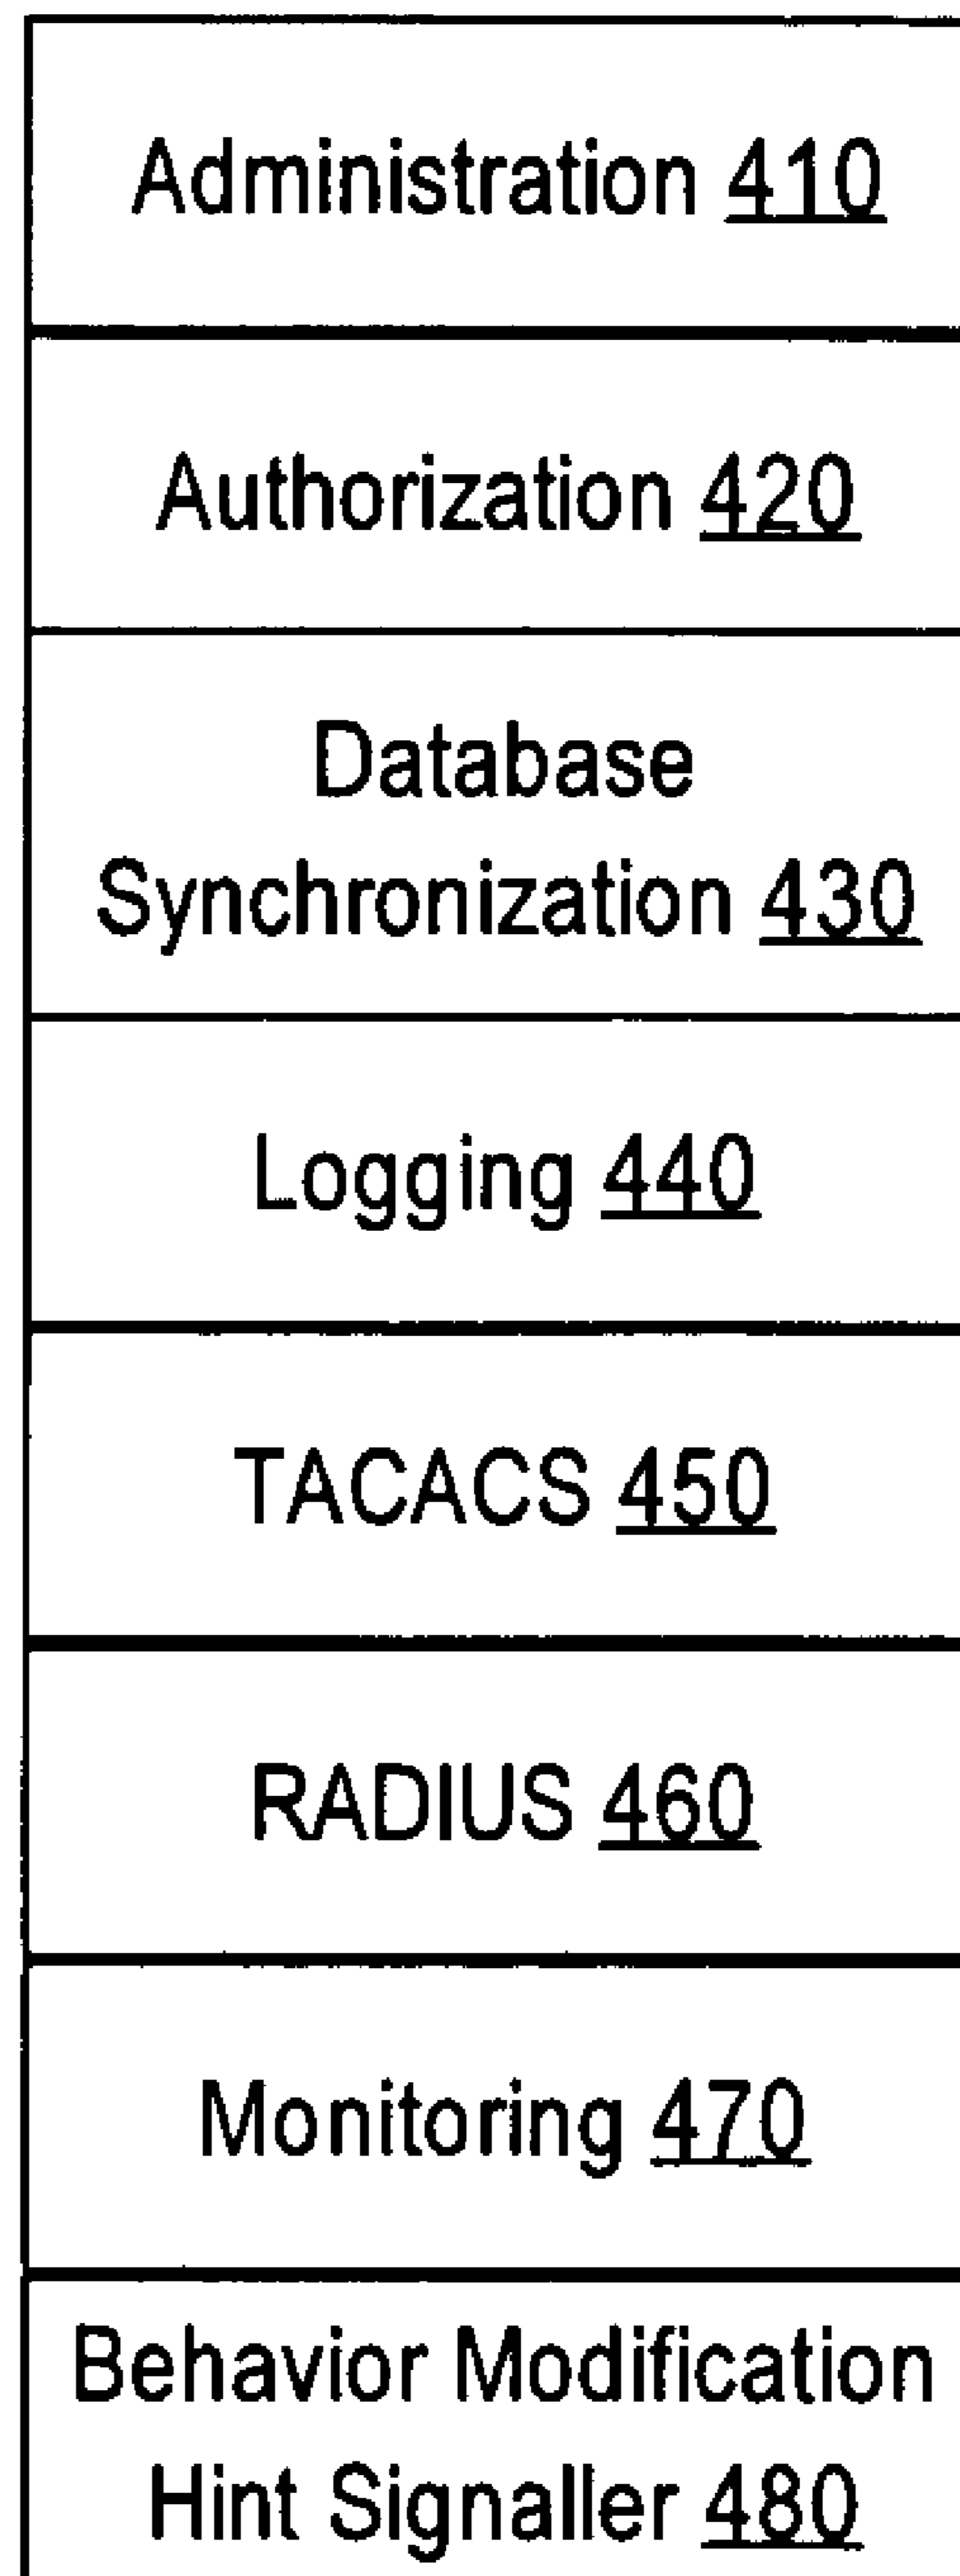 Administration 410
Authorization 420
Database
Synchronization 430
Logging 440
TACACS 450
RADIUS 460
Monitoring 470
Behavior Modification
Hint Signaller 480